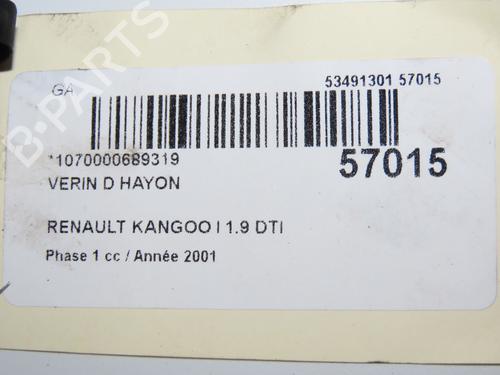 B-PARTS
GA
53491301 57015
*1070000689319
57015
VERIN D HAYON
RENAULT KANGOO I 1.9 DTI
Phase 1 cc / Année 2001